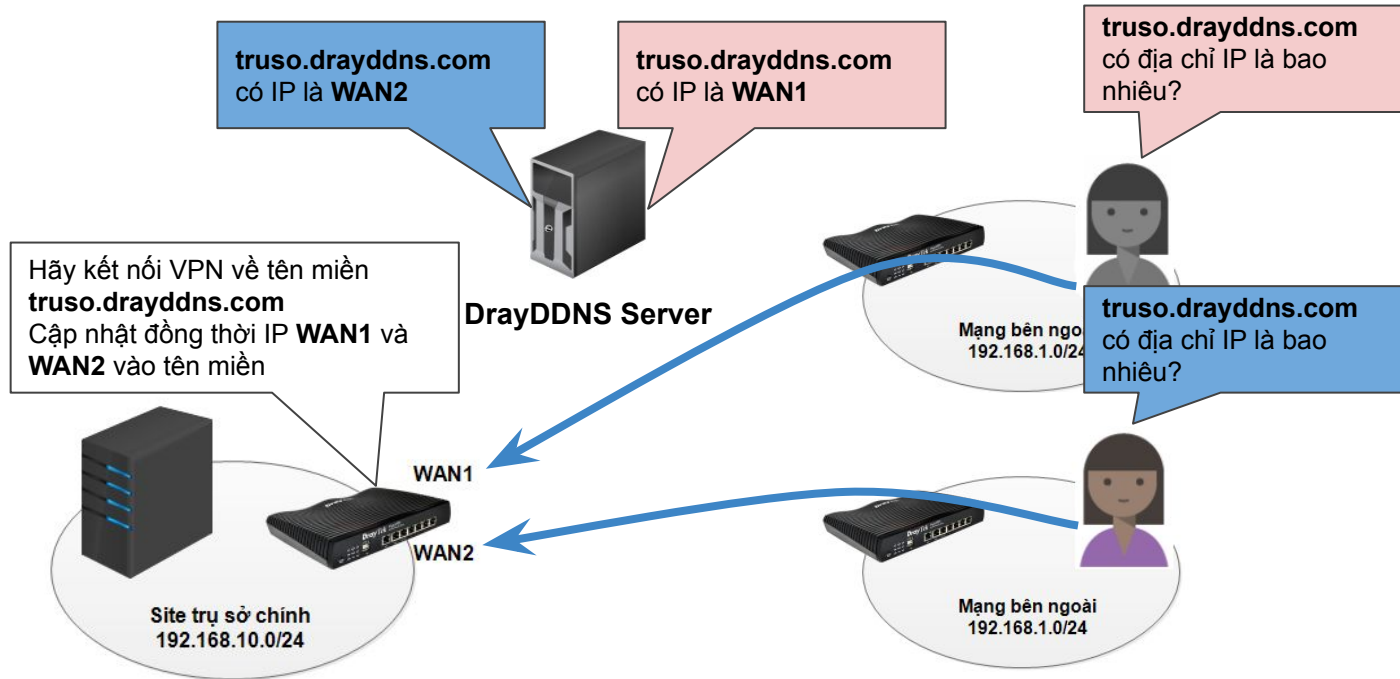 truso.drayddns.com
có IP là WAN2
truso.drayddns.com
có IP là WAN1
truso.drayddns.com
có địa chỉ IP là bao
nhiêu?
Hãy kết nối VPN về tên miền
truso.drayddns.com
Cập nhật đồng thời IP WAN1 và
WAN2 vào tên miền
DrayDDNS Server
Mạng bên ngoài
192.168.1.0/24
truso.drayddns.com
có địa chỉ IP là bao
nhiêu?
WAN1
DrayTek
WAN2
Site trụ sở chính
192.168.10.0/24
Mạng bên ngoài
192.168.1.0/24